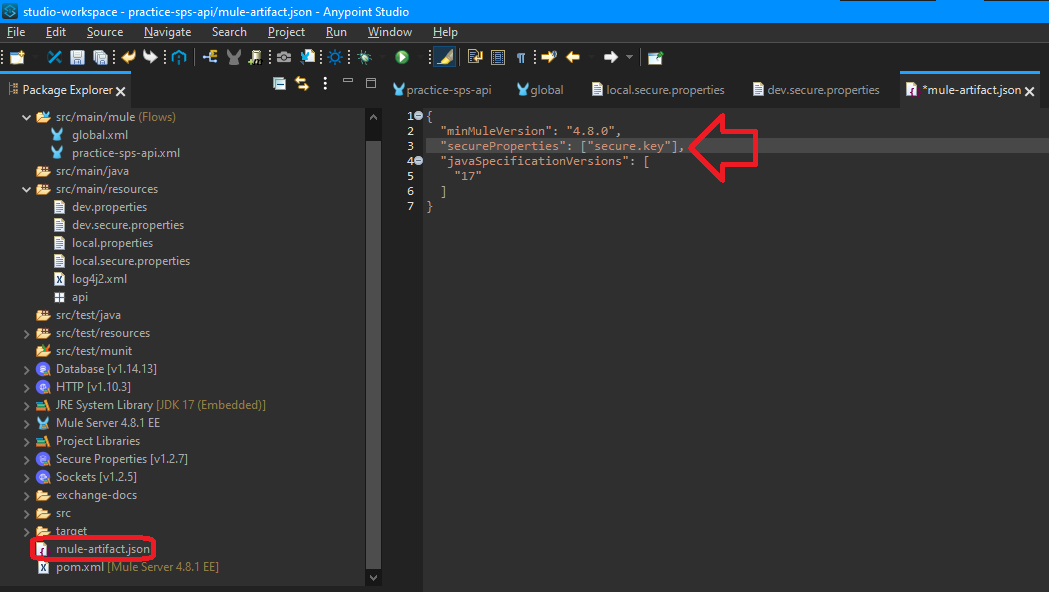 studio-workspace - practice-sps-api/mule-artifact.json - Anypoint Studio
File Edit Source Navigate Search Project Run Window Help
Package Explorer
practice-sps-api
global
local.secure.properties
dev.secure.properties
*mule-artifact.json
src/main/mule (Flows)
global.xml
practice-sps-api.xml
src/main/java
src/main/resources
dev.properties
dev.secure.properties
local.properties
local.secure.properties
log4j2.xml
api
src/test/java
src/test/resources
src/test/munit
Database [v1.14.13]
HTTP [v1.10.3]
JRE System Library [JDK 17 (Embedded)]
Mule Server 4.8.1 EE
Project Libraries
Secure Properties [v1.2.7]
Sockets [v1.2.5]
exchange-docs
src
target
mule-artifact.json
pom.xml [Mule Server 4.8.1 EE]
1 {
2 "minMuleVersion": "4.8.0",
3 "secureProperties": ["secure.key"],
4 "javaSpecificationVersions": [
5 "17"
6 ]
7 }